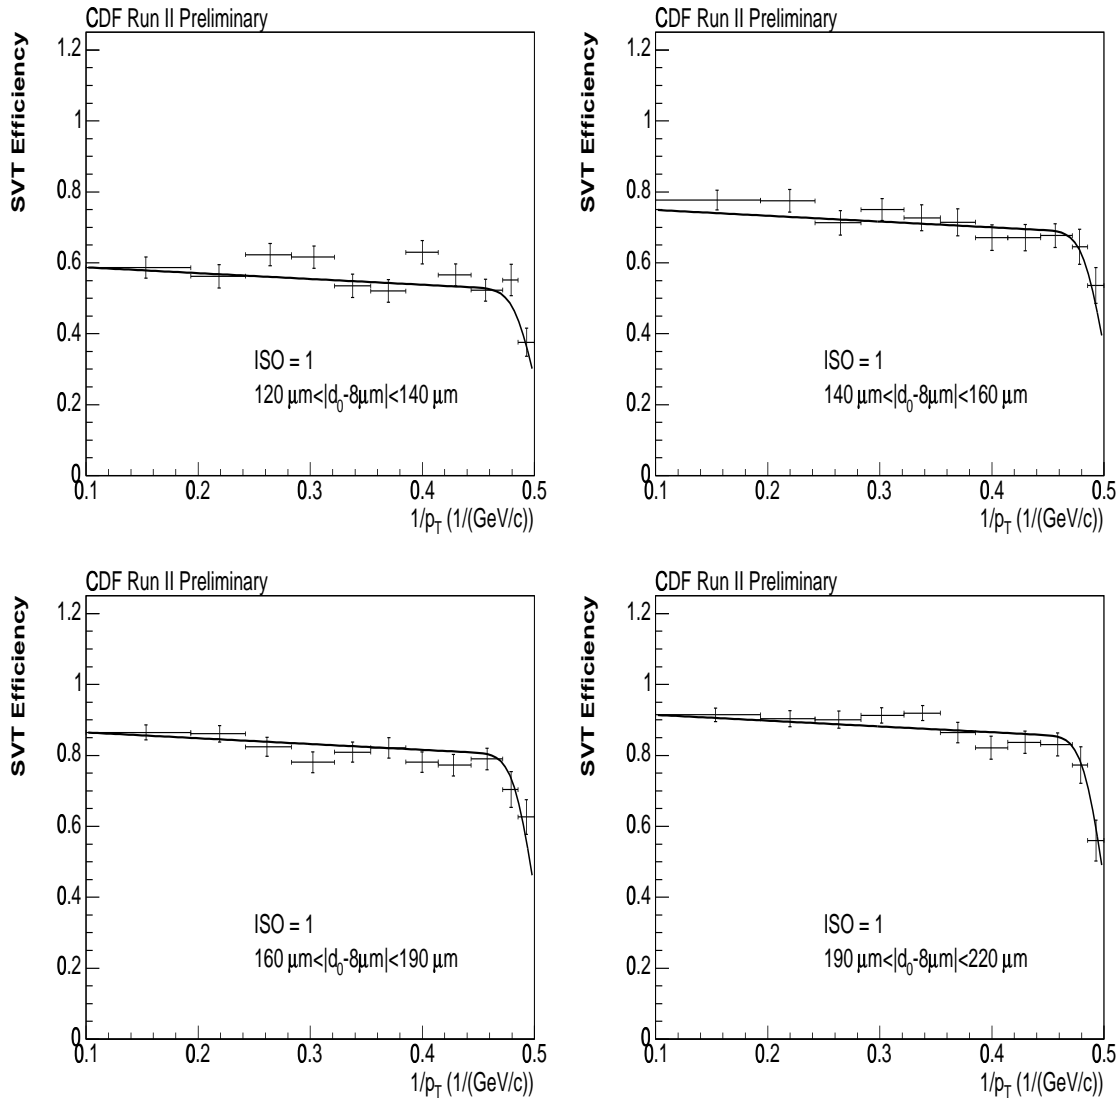 CDF Run II Preliminary
SVT Efficiency
1.2
1
0.8
0.6
0.4
0.2
0
0.1 0.2 0.3 0.4 0.5
1/p_T (1/(GeV/c))
ISO = 1
120 μm<|d_0-8μm|<140 μm
CDF Run II Preliminary
SVT Efficiency
1.2
1
0.8
0.6
0.4
0.2
0
0.1 0.2 0.3 0.4 0.5
1/p_T (1/(GeV/c))
ISO = 1
140 μm<|d_0-8μm|<160 μm
CDF Run II Preliminary
SVT Efficiency
1.2
1
0.8
0.6
0.4
0.2
0
0.1 0.2 0.3 0.4 0.5
1/p_T (1/(GeV/c))
ISO = 1
160 μm<|d_0-8μm|<190 μm
CDF Run II Preliminary
SVT Efficiency
1.2
1
0.8
0.6
0.4
0.2
0
0.1 0.2 0.3 0.4 0.5
1/p_T (1/(GeV/c))
ISO = 1
190 μm<|d_0-8μm|<220 μm